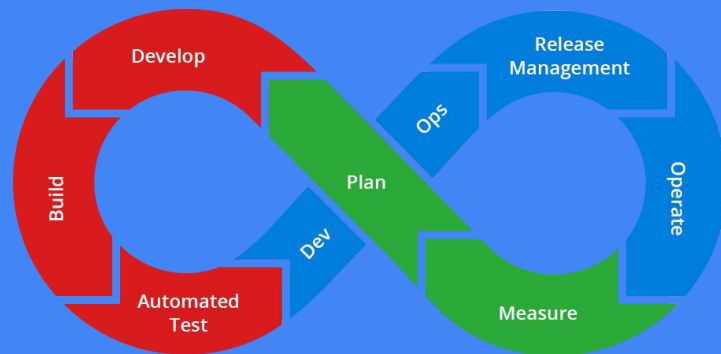 Develop
Release
Management
Ops
Plan
Build
Operate
Dev
Automated
Test
Measure